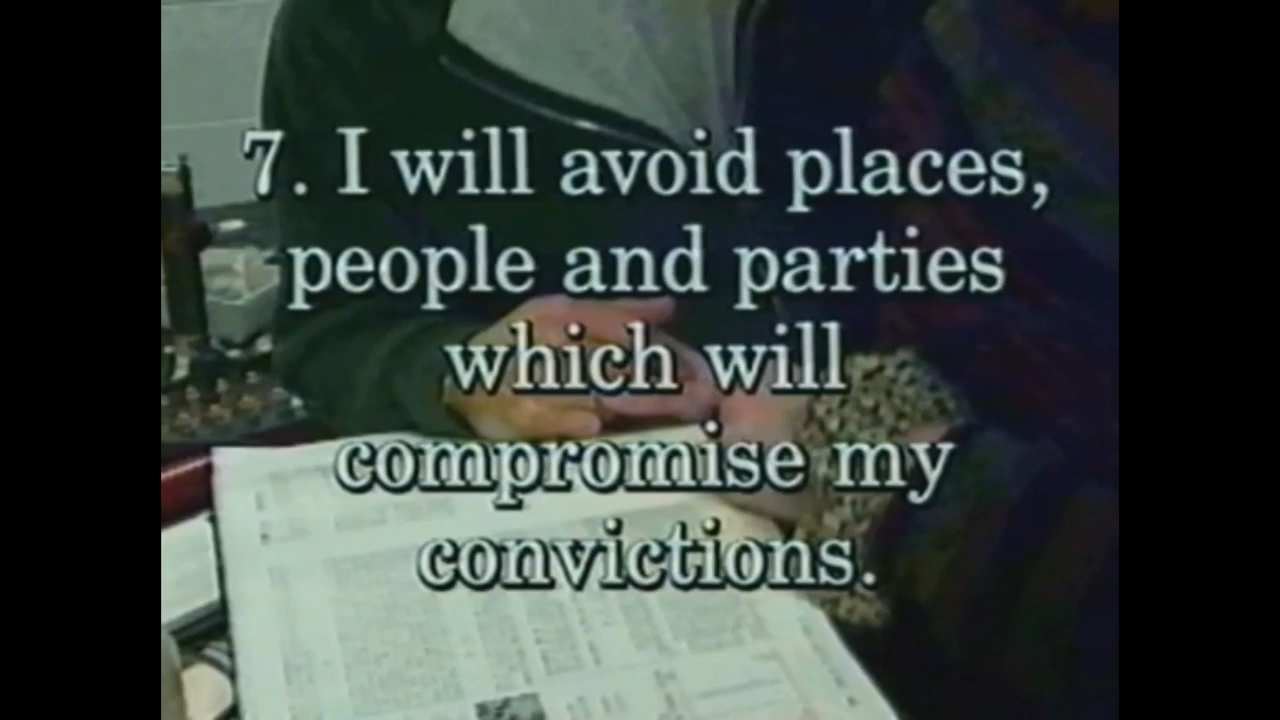 7. I will avoid places,
people and parties
which will
compromise my
convictions.